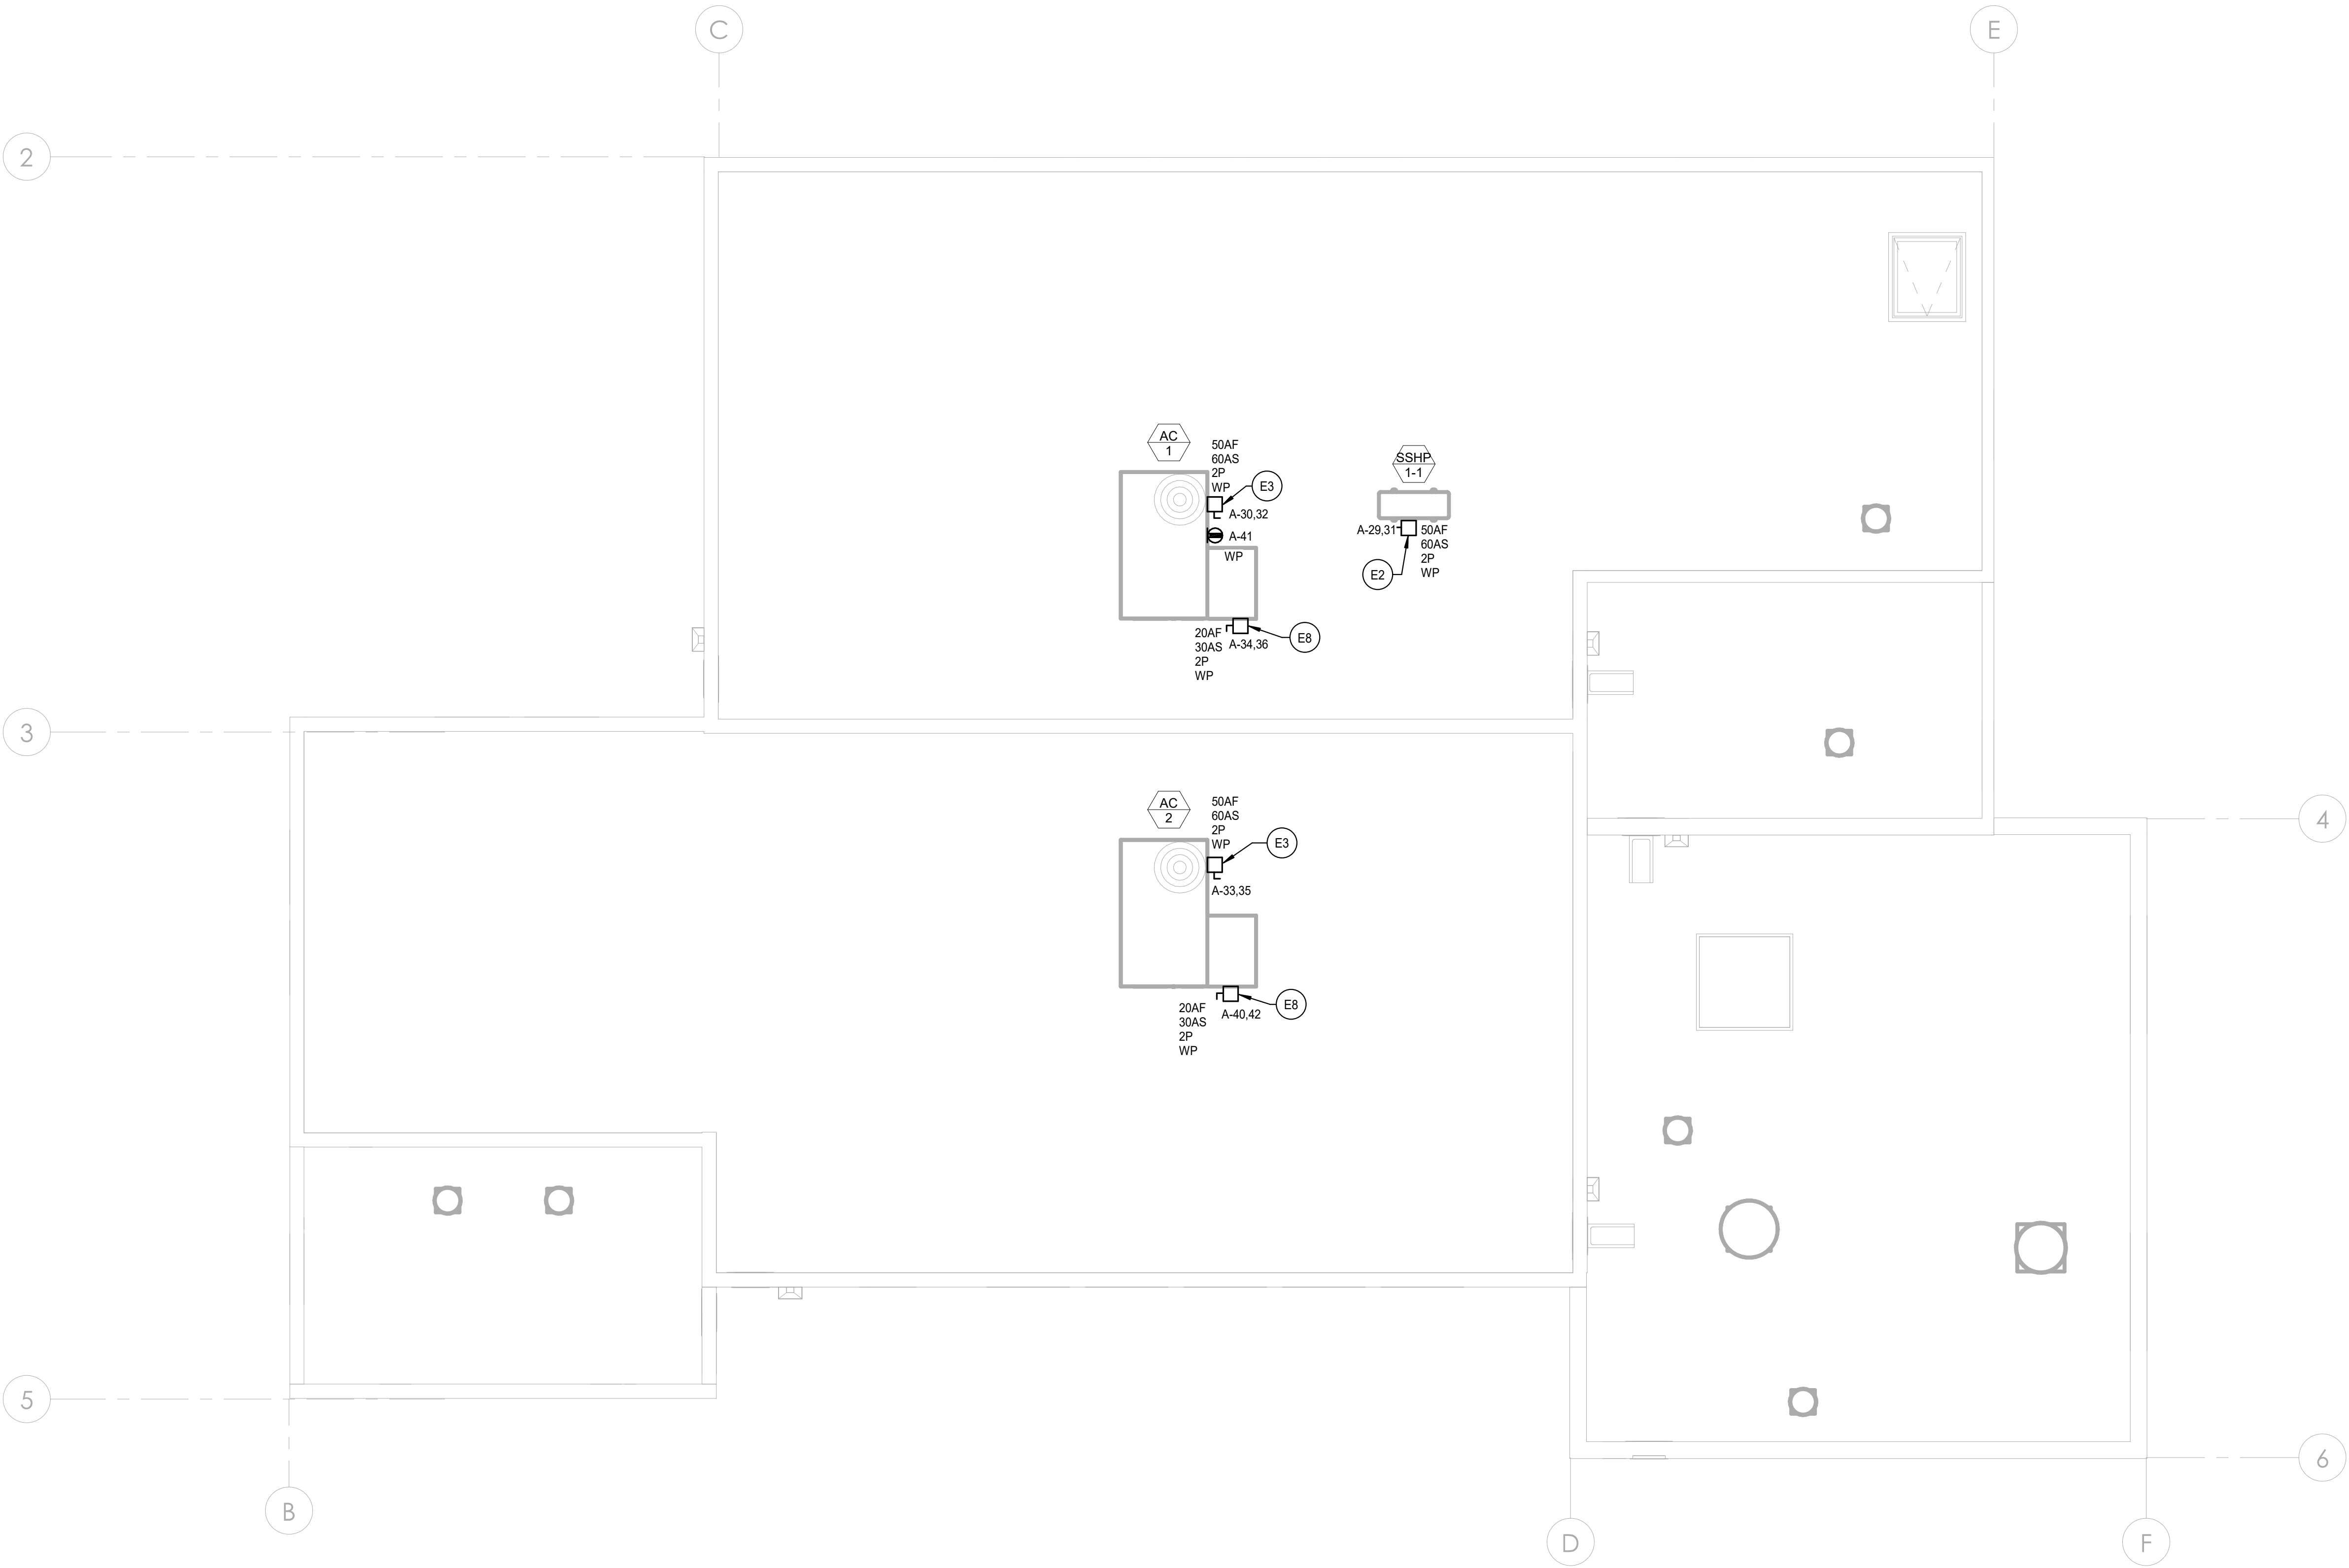 C
E
2
AC
1
50AF
60AS
2P
WP
E3
A-30,32
A-41
WP
SSHP
1-1
A-29,31
50AF
60AS
2P
WP
E2
20AF
30AS
2P
WP
A-34,36
E8
3
4
AC
2
50AF
60AS
2P
WP
E3
A-33,35
20AF
30AS
2P
WP
A-40,42
E8
5
6
B
D
F